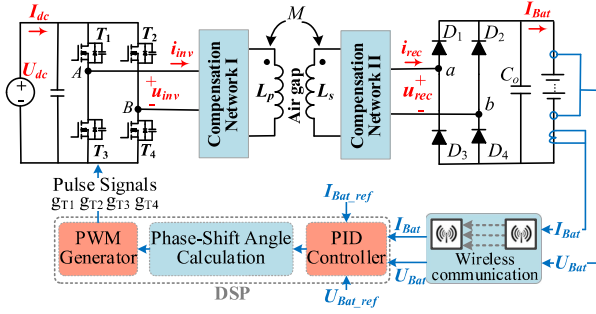 I_dc
U_dc
T_1
T_2
A
B
T_3
T_4
i_inv
+
u_inv
-
Compensation
Network I
M
L_p
Air gap
L_s
Compensation
Network II
i_rec
a
+
u_rec
-
b
D_1
D_2
D_3
D_4
C_o
I_Bat
Pulse Signals
g_T1 g_T2 g_T3 g_T4
I_Bat_ref
PWM
Generator
Phase-Shift Angle
Calculation
PID
Controller
DSP
U_Bat_ref
I_Bat
U_Bat
Wireless
communication
I_Bat
U_Bat